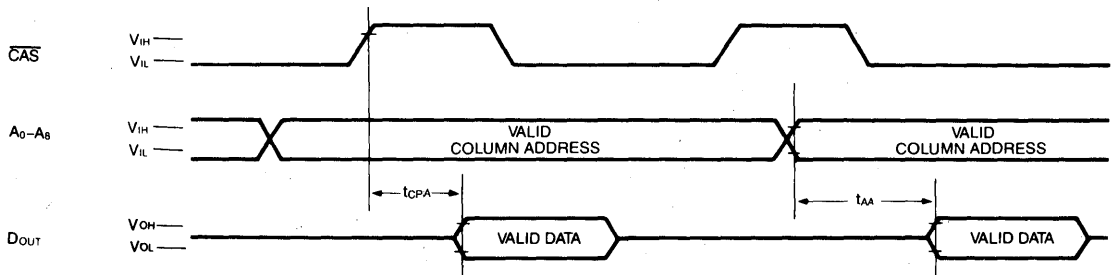 CAS
VIH
VIL
A0-A8
VIH
VIL
VALID
COLUMN ADDRESS
VALID
COLUMN ADDRESS
tCPA
tAA
DOUT
VOH
VOL
VALID DATA
VALID DATA